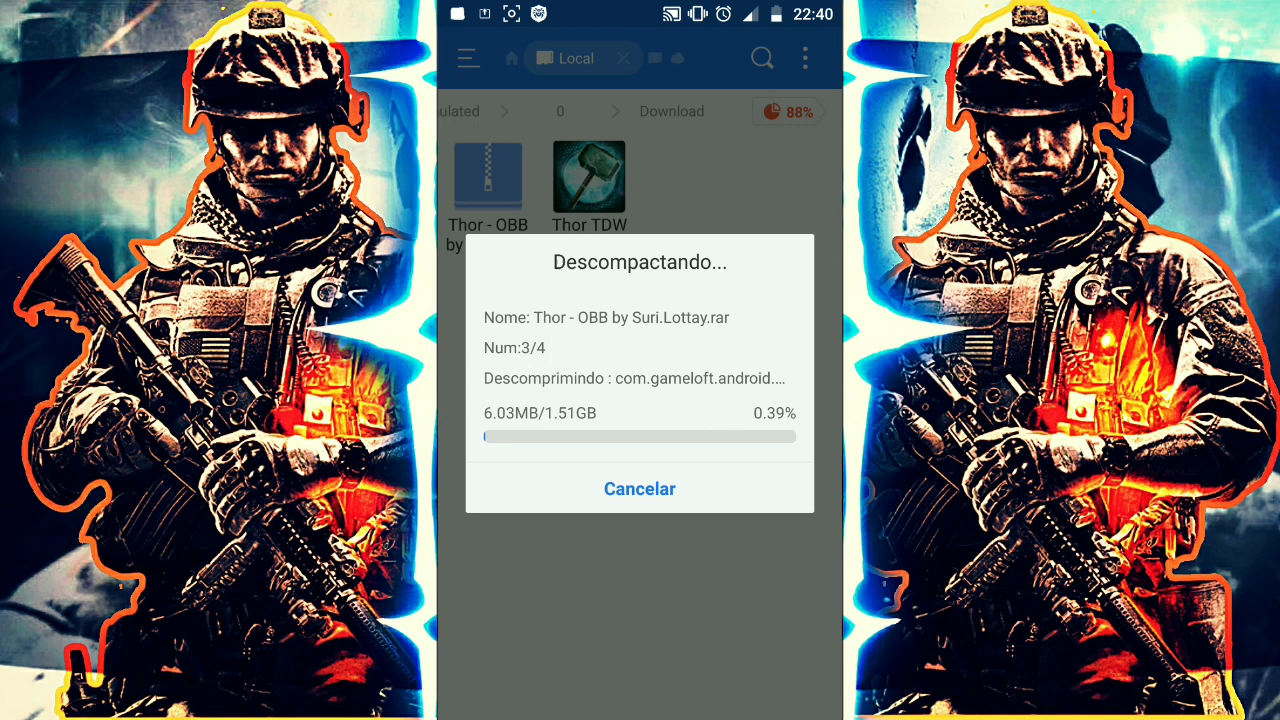 22:40
Local
ulated
0
Download
88%
Thor - OBB
by
Thor TDW
Descompactando...
Nome: Thor - OBB by Suri.Lottay.rar
Num:3/4
Descomprimindo : com.gameloft.android....
6.03MB/1.51GB
0.39%
Cancelar